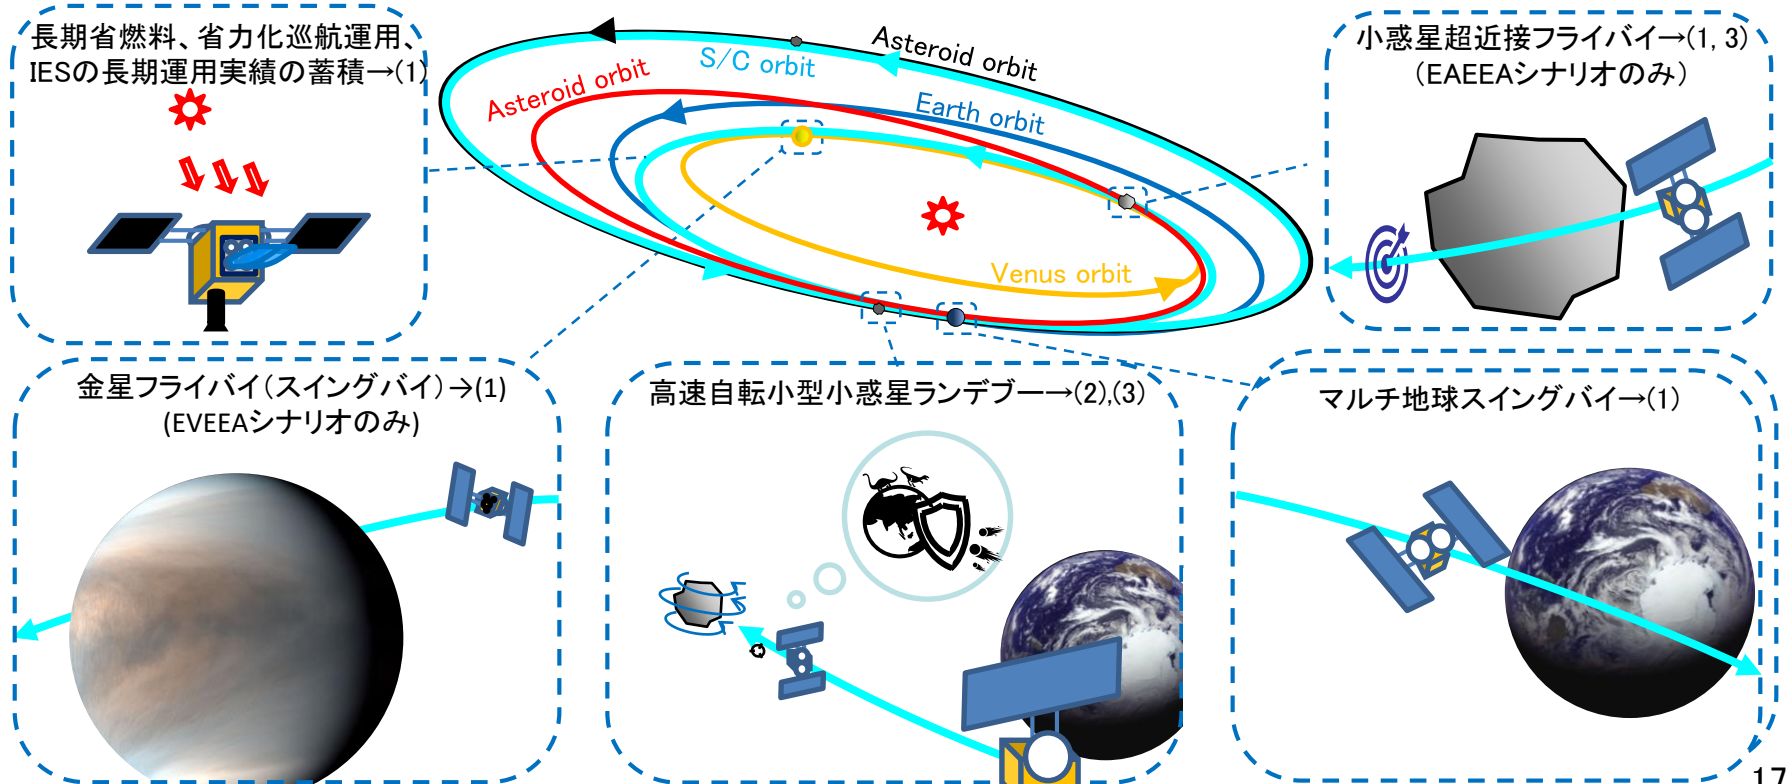 長期省燃料、省力化巡航運用、
IESの長期運用実績の蓄積→(1)
Asteroid orbit
S/C orbit
Asteroid orbit
Earth orbit
Venus orbit
小惑星超近接フライバイ→(1, 3)
（EAEEAシナリオのみ）
金星フライバイ（スイングバイ）→(1)
(EVEEAシナリオのみ)
高速自転小型小惑星ランデブー→(2),(3)
マルチ地球スイングバイ→(1)
17